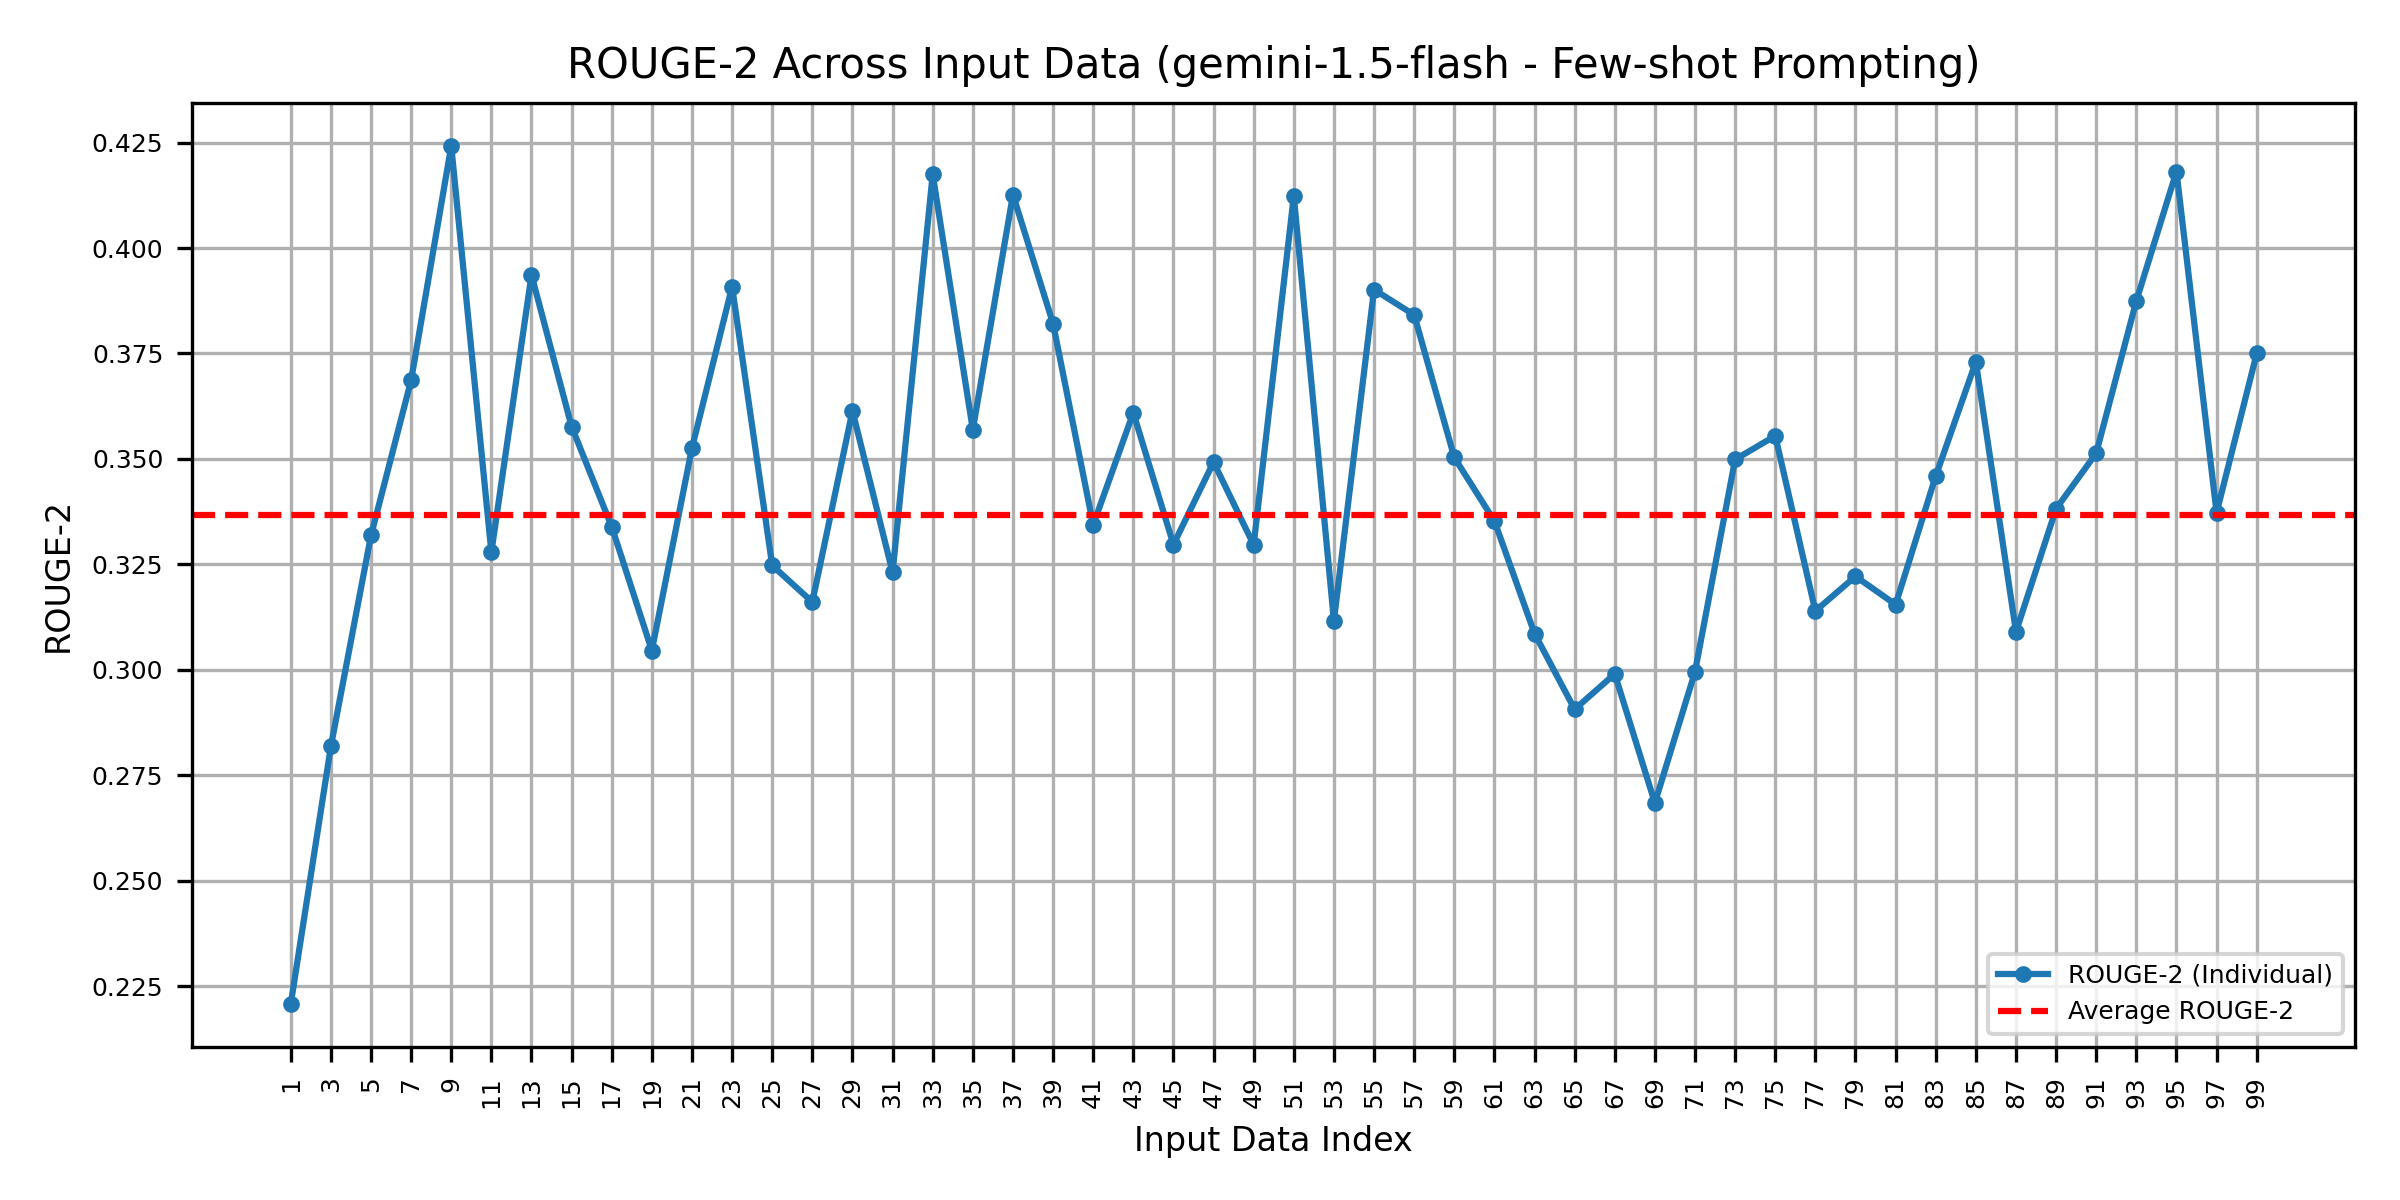 ROUGE-2 Across Input Data (gemini-1.5-flash - Few-shot Prompting)
ROUGE-2
0.425
0.400
0.375
0.350
0.325
0.300
0.275
0.250
0.225
ROUGE-2 (Individual)
Average ROUGE-2
1 3 5 7 9 11 13 15 17 19 21 23 25 27 29 31 33 35 37 39 41 43 45 47 49 51 53 55 57 59 61 63 65 67 69 71 73 75 77 79 81 83 85 87 89 91 93 95 97 99
Input Data Index